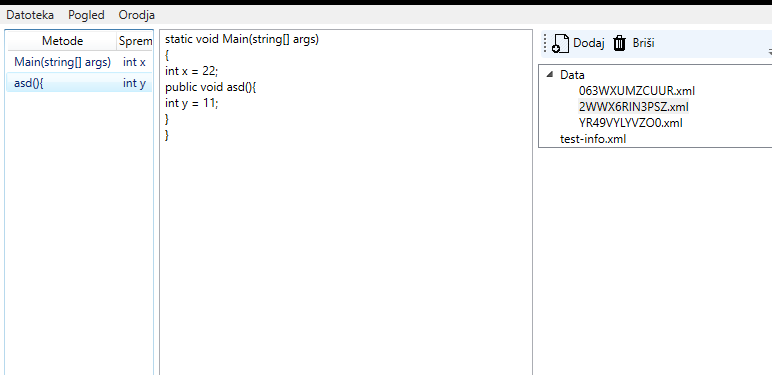 Datoteka Pogled Orodja
Metode Sprem
Main(string[] args) int x
asd(){ int y
static void Main(string[] args)
{
int x = 22;
public void asd(){
int y = 11;
}
}
Dodaj Briši
Data
063WXUMZCUUR.xml
2WWX6RIN3PSZ.xml
YR49VYLYVZO0.xml
test-info.xml